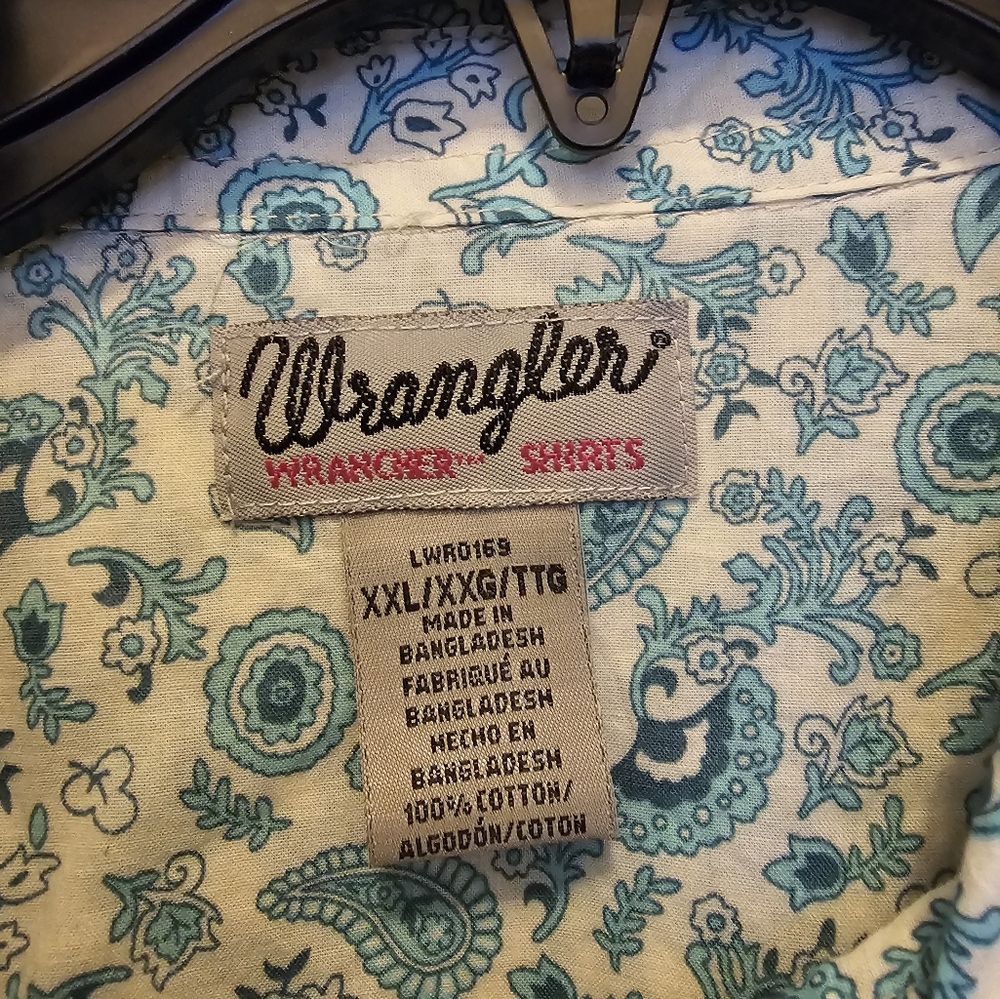 Wrangler®
WRANCHER™ SHIRTS
LWR0169
XXL/XXG/TTG
MADE IN
BANGLADESH
FABRIQUÉ AU
BANGLADESH
HECHO EN
BANGLADESH
100% COTTON/
ALGODÓN/COTON